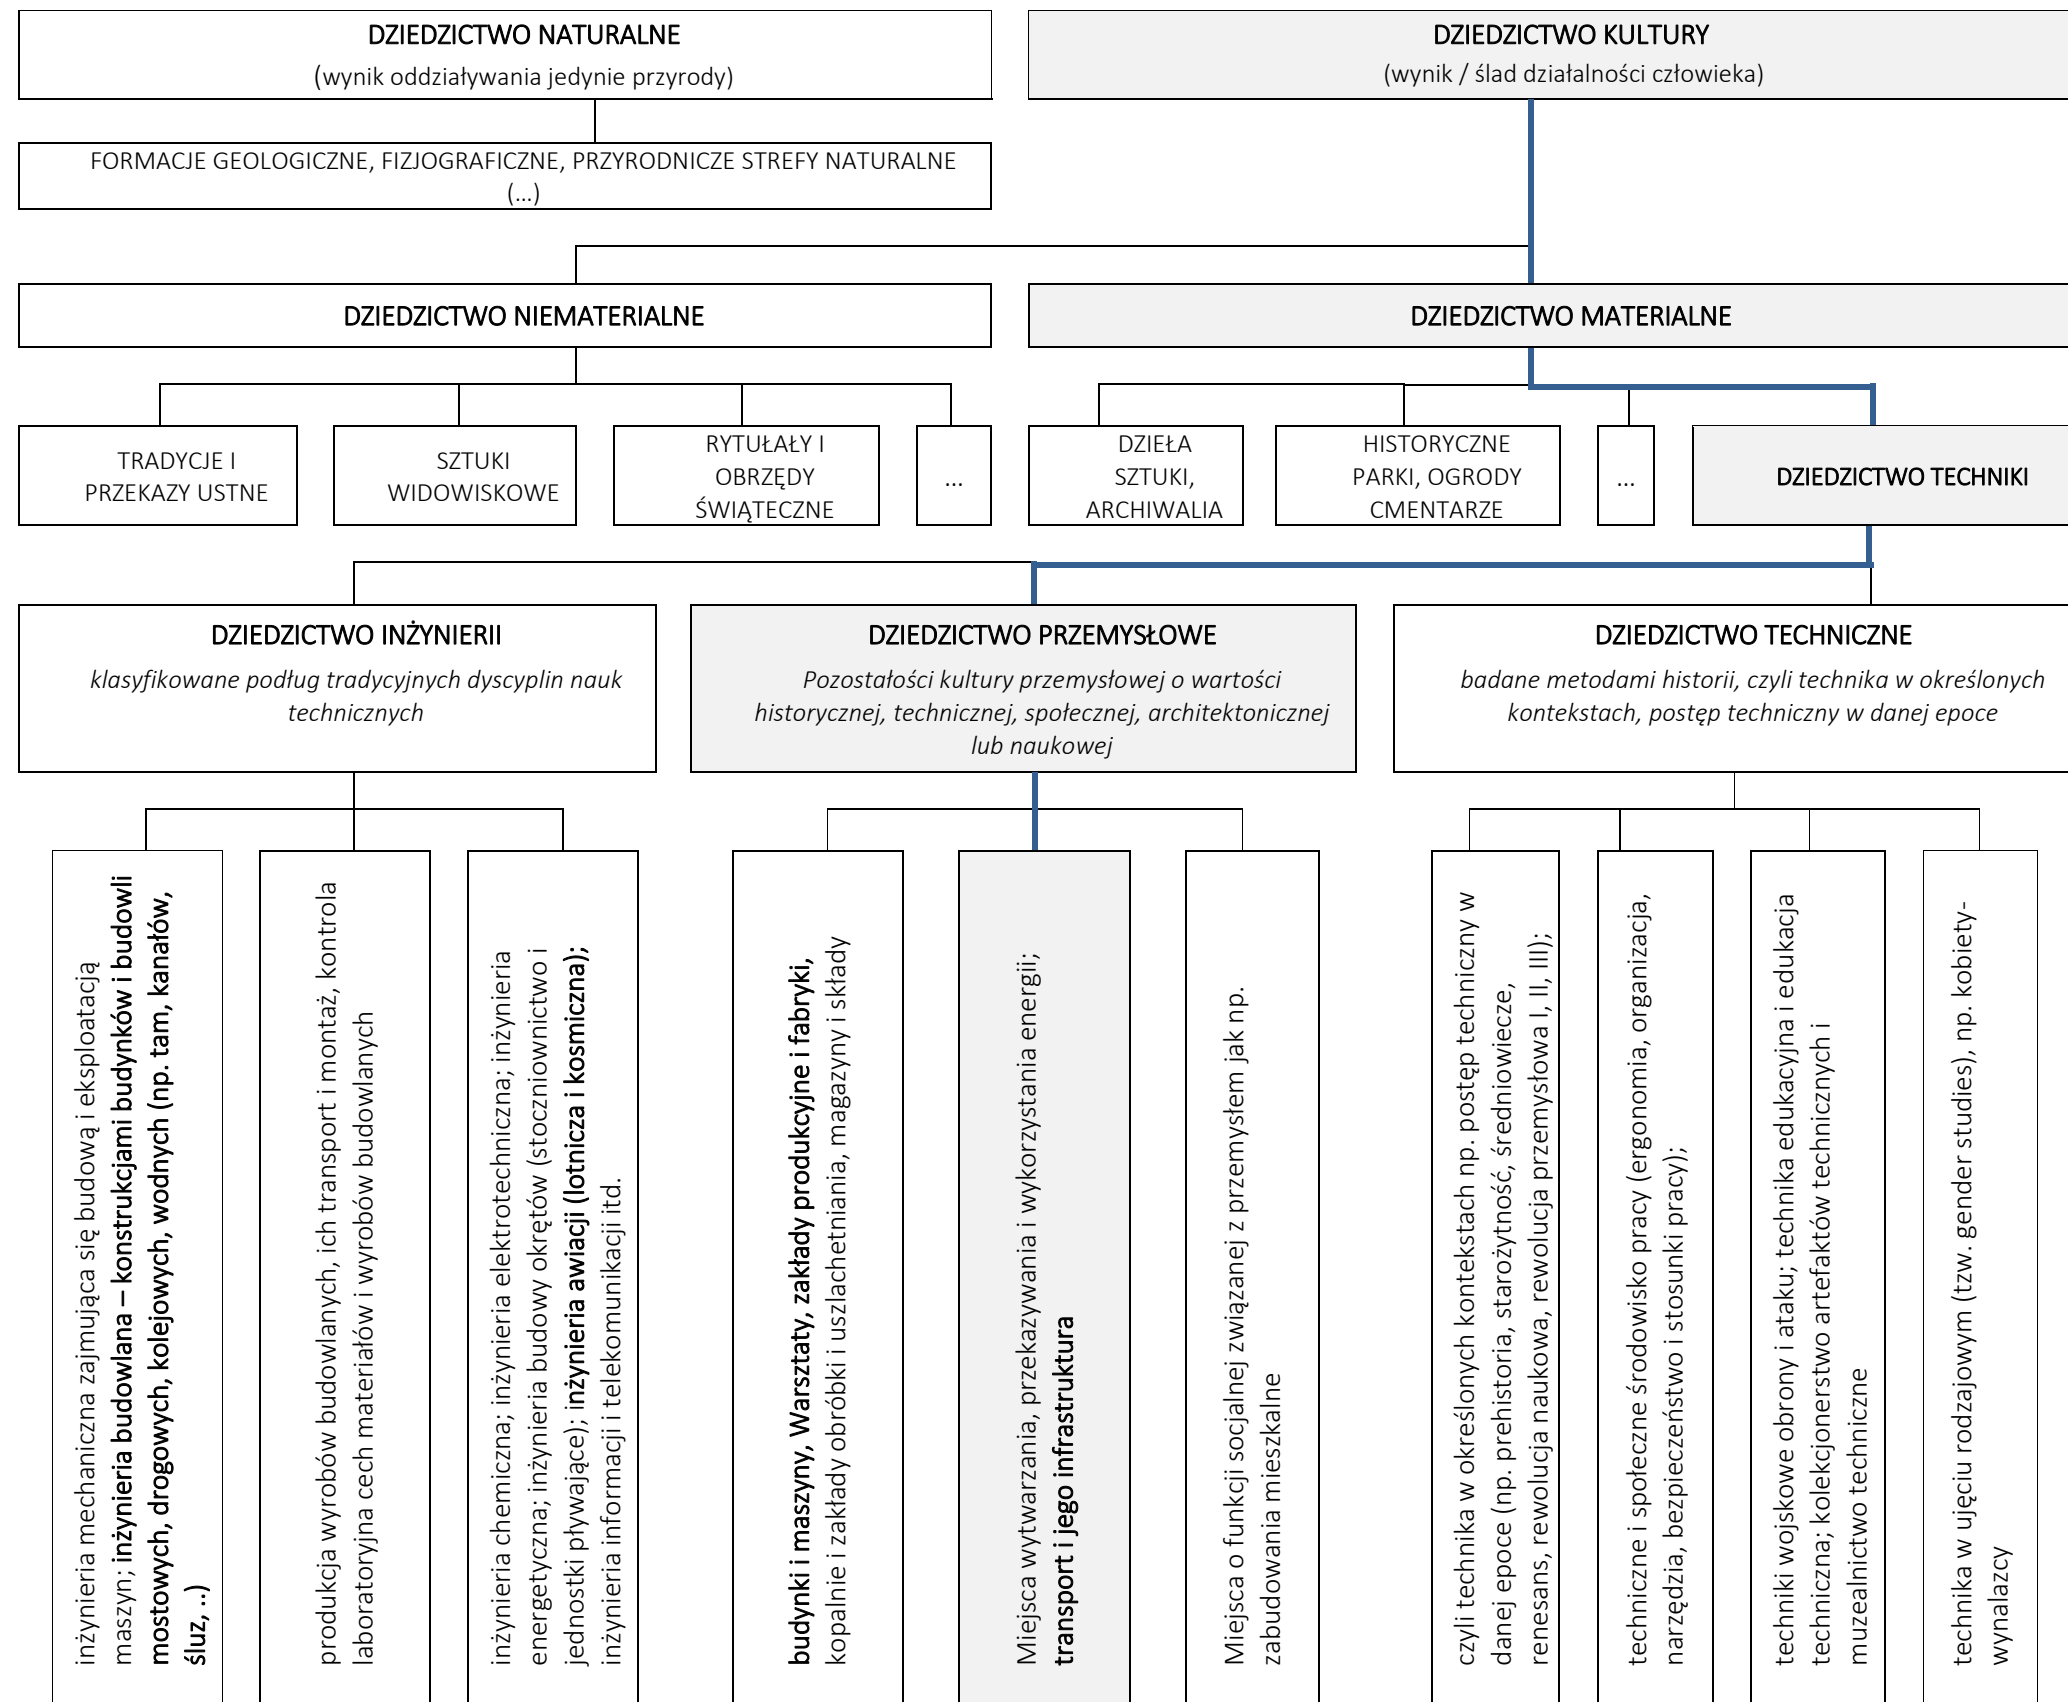 DZIEDZICTWO NATURALNE
(wynik oddziaływania jedynie przyrody)
DZIEDZICTWO KULTURY
(wynik / ślad działalności człowieka)
FORMACJE GEOLOGICZNE, FIZJOGRAFICZNE, PRZYRODNICZE STREFY NATURALNE
(...)
DZIEDZICTWO NIEMATERIALNE
DZIEDZICTWO MATERIALNE
TRADYCJE I
PRZEKAZY USTNE
SZTUKI
WIDOWISKOWE
RYTUŁAŁY I
OBRZĘDY
ŚWIĄTECZNE
...
DZIEŁA
SZTUKI,
ARCHIWALIA
HISTORYCZNE
PARKI, OGRODY
CMENTARZE
...
DZIEDZICTWO TECHNIKI
DZIEDZICTWO INŻYNIERII
klasyfikowane podług tradycyjnych dyscyplin nauk
technicznych
DZIEDZICTWO PRZEMYSŁOWE
Pozostałości kultury przemysłowej o wartości
historycznej, technicznej, społecznej, architektonicznej
lub naukowej
DZIEDZICTWO TECHNICZNE
badane metodami historii, czyli technika w określonych
kontekstach, postęp techniczny w danej epoce
inżynieria mechaniczna zajmująca się budową i eksploatacją
maszyn; inżynieria budowlana – konstrukcjami budynków i budowli
mostowych, drogowych, kolejowych, wodnych (np. tam, kanałów,
śluz, ..)
produkcja wyrobów budowlanych, ich transport i montaż, kontrola
laboratoryjna cech materiałów i wyrobów budowlanych
inżynieria chemiczna; inżynieria elektrotechniczna; inżynieria
energetyczna; inżynieria budowy okrętów (stoczniownictwo i
jednostki pływające); inżynieria awiacji (lotnicza i kosmiczna);
inżynieria informacji i telekomunikacji itd.
budynki i maszyny, Warsztaty, zakłady produkcyjne i fabryki,
kopalnie i zakłady obróbki i uszlachetniania, magazyny i składy
Miejsca wytwarzania, przekazywania i wykorzystania energii;
transport i jego infrastruktura
Miejsca o funkcji socjalnej związanej z przemysłem jak np.
zabudowania mieszkalne
czyli technika w określonych kontekstach np. postęp techniczny w
danej epoce (np. prehistoria, starożytność, średniowiecze,
renesans, rewolucja naukowa, rewolucja przemysłowa I, II, III);
techniczne i społeczne środowisko pracy (ergonomia, organizacja,
narzędzia, bezpieczeństwo i stosunki pracy);
techniki wojskowe obrony i ataku; technika edukacyjna i edukacja
techniczna; kolekcjonerstwo artefaktów technicznych i
muzealnictwo techniczne
technika w ujęciu rodzajowym (tzw. gender studies), np. kobiety-
wynalazcy